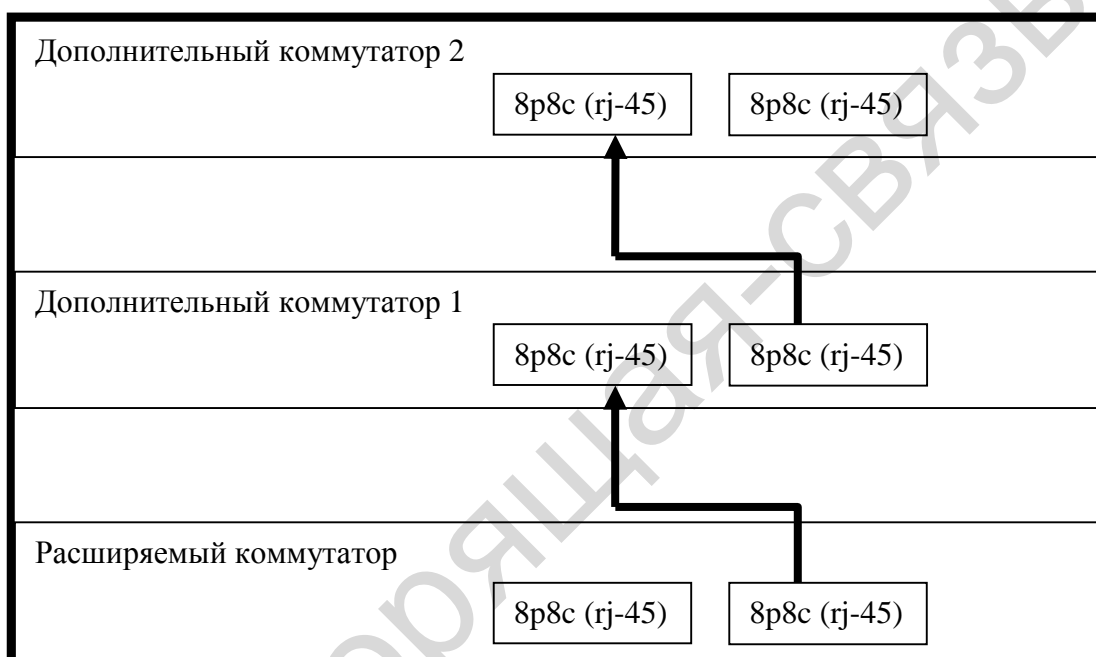 Дополнительный коммутатор 2
8p8c (rj-45) 8p8c (rj-45)
Дополнительный коммутатор 1
8p8c (rj-45) 8p8c (rj-45)
Расширяемый коммутатор
8p8c (rj-45) 8p8c (rj-45)